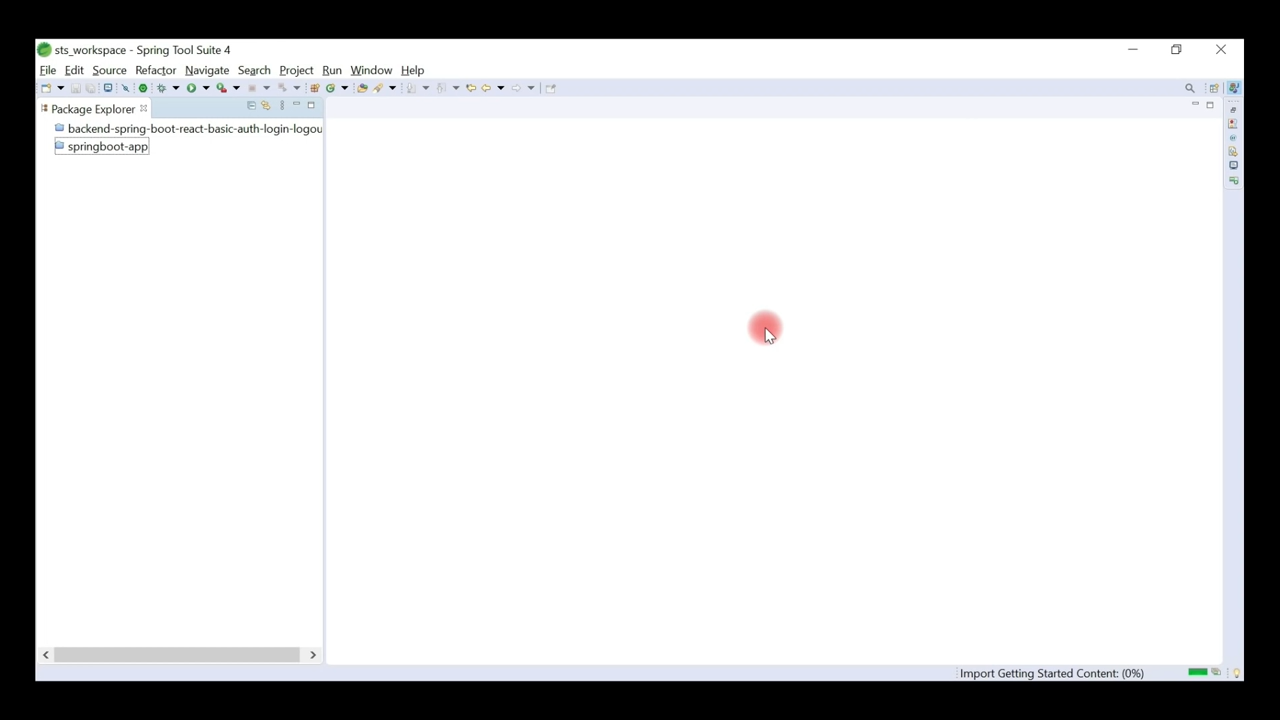 sts_workspace - Spring Tool Suite 4
File Edit Source Refactor Navigate Search Project Run Window Help
Package Explorer
backend-spring-boot-react-basic-auth-login-logou
springboot-app
Import Getting Started Content: (0%)